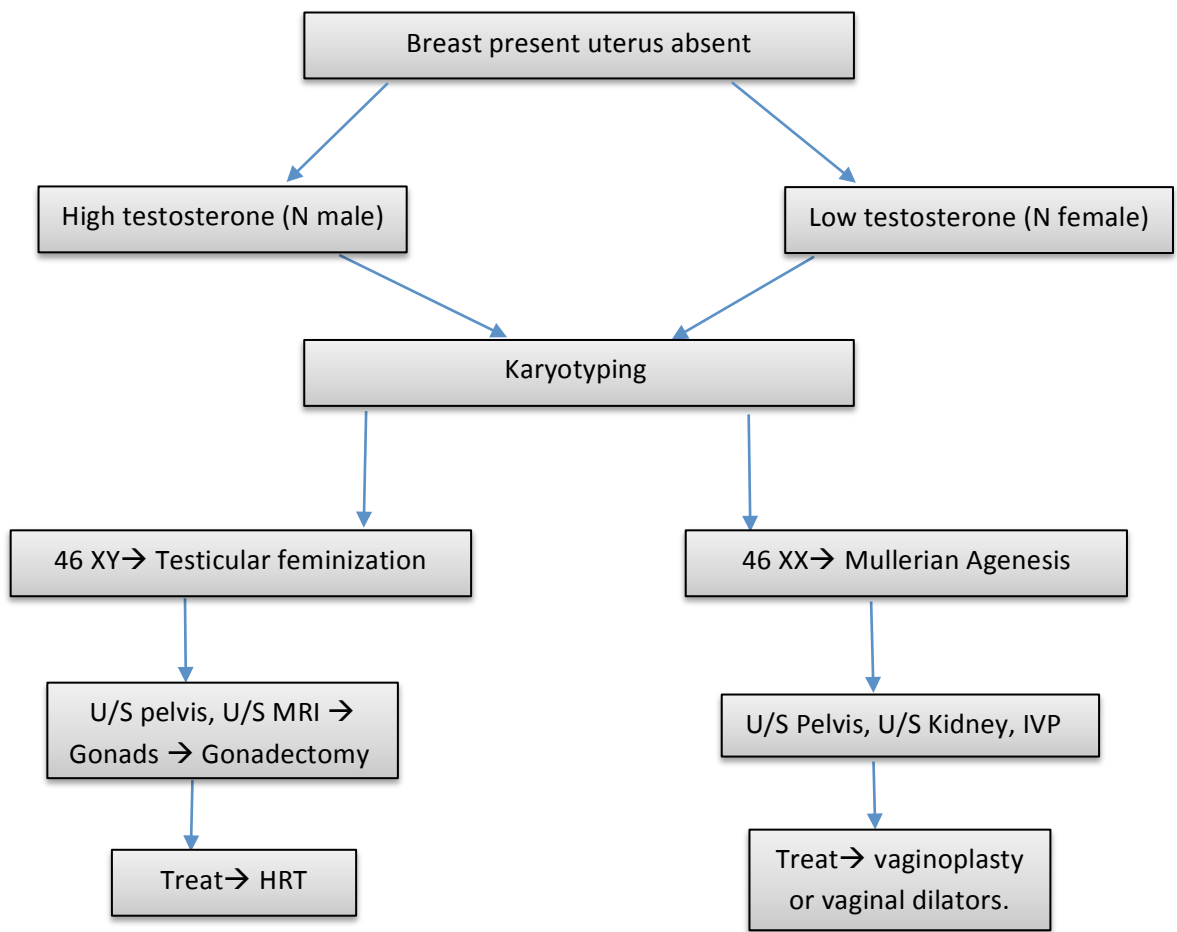 Breast present uterus absent
High testosterone (N male)
Low testosterone (N female)
Karyotyping
46 XY→ Testicular feminization
46 XX→ Mullerian Agenesis
U/S pelvis, U/S MRI →
Gonads → Gonadectomy
U/S Pelvis, U/S Kidney, IVP
Treat→ HRT
Treat→ vaginoplasty
or vaginal dilators.